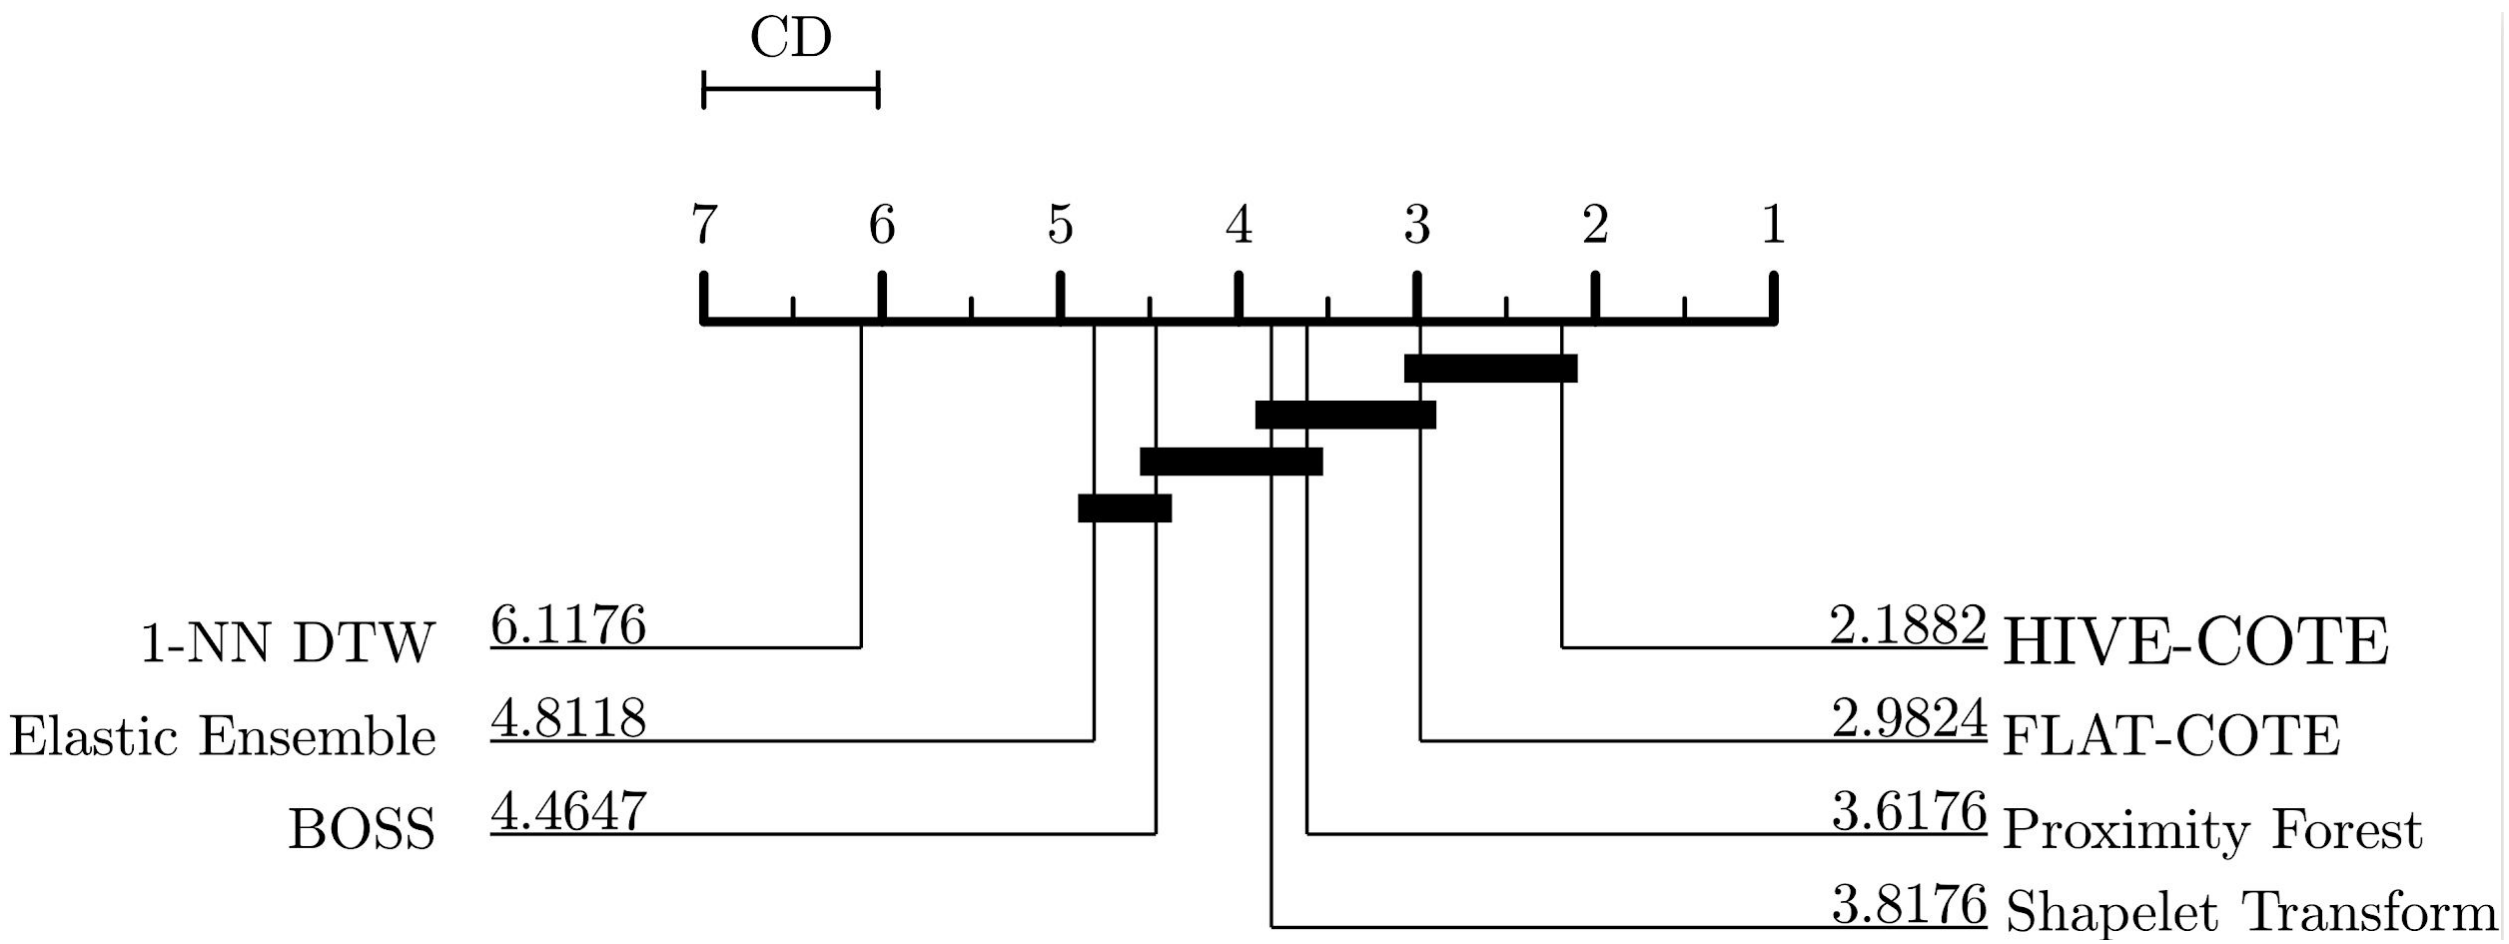 CD
7 6 5 4 3 2 1
1-NN DTW 6.1176 2.1882 HIVE-COTE
Elastic Ensemble 4.8118 2.9824 FLAT-COTE
BOSS 4.4647 3.6176 Proximity Forest
3.8176 Shapelet Transform